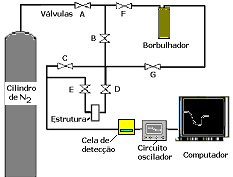 Válvulas
A
F
B
Borbulhador
C
G
Cilindro
de N2
E
D
Estrutura
Cela de
detecção
Circuito
oscilador
Computador